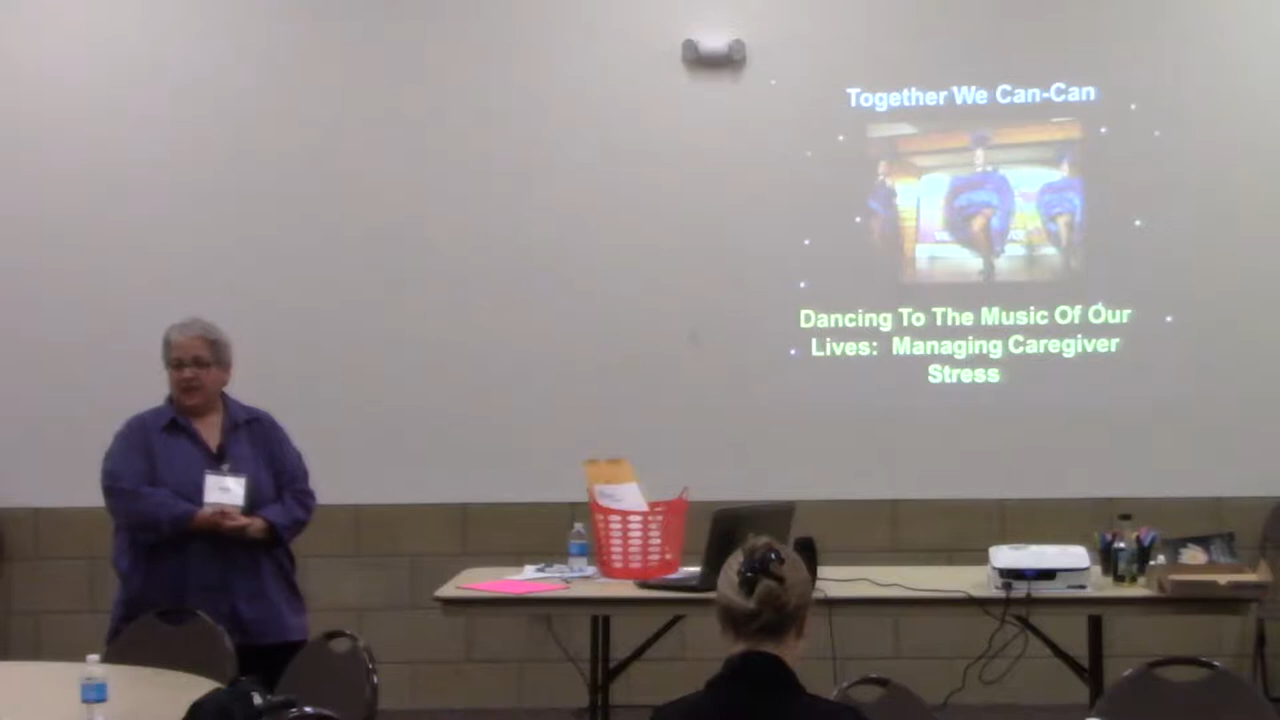 Together We Can-Can
Dancing To The Music Of Our
Lives: Managing Caregiver
Stress